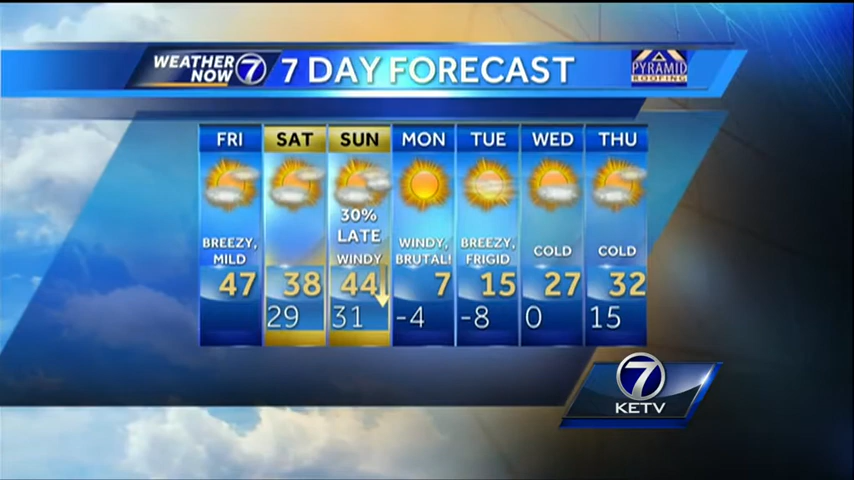 WEATHER
NOW 7
7 DAY FORECAST
PYRAMID
ROOFING
FRI SAT SUN MON TUE WED THU
30%
LATE
BREEZY, MILD
WINDY
WINDY, BRUTAL!
BREEZY, FRIGID
COLD
COLD
47 38 44 7 15 27 32
29 31 -4 -8 0 15
7
KETV